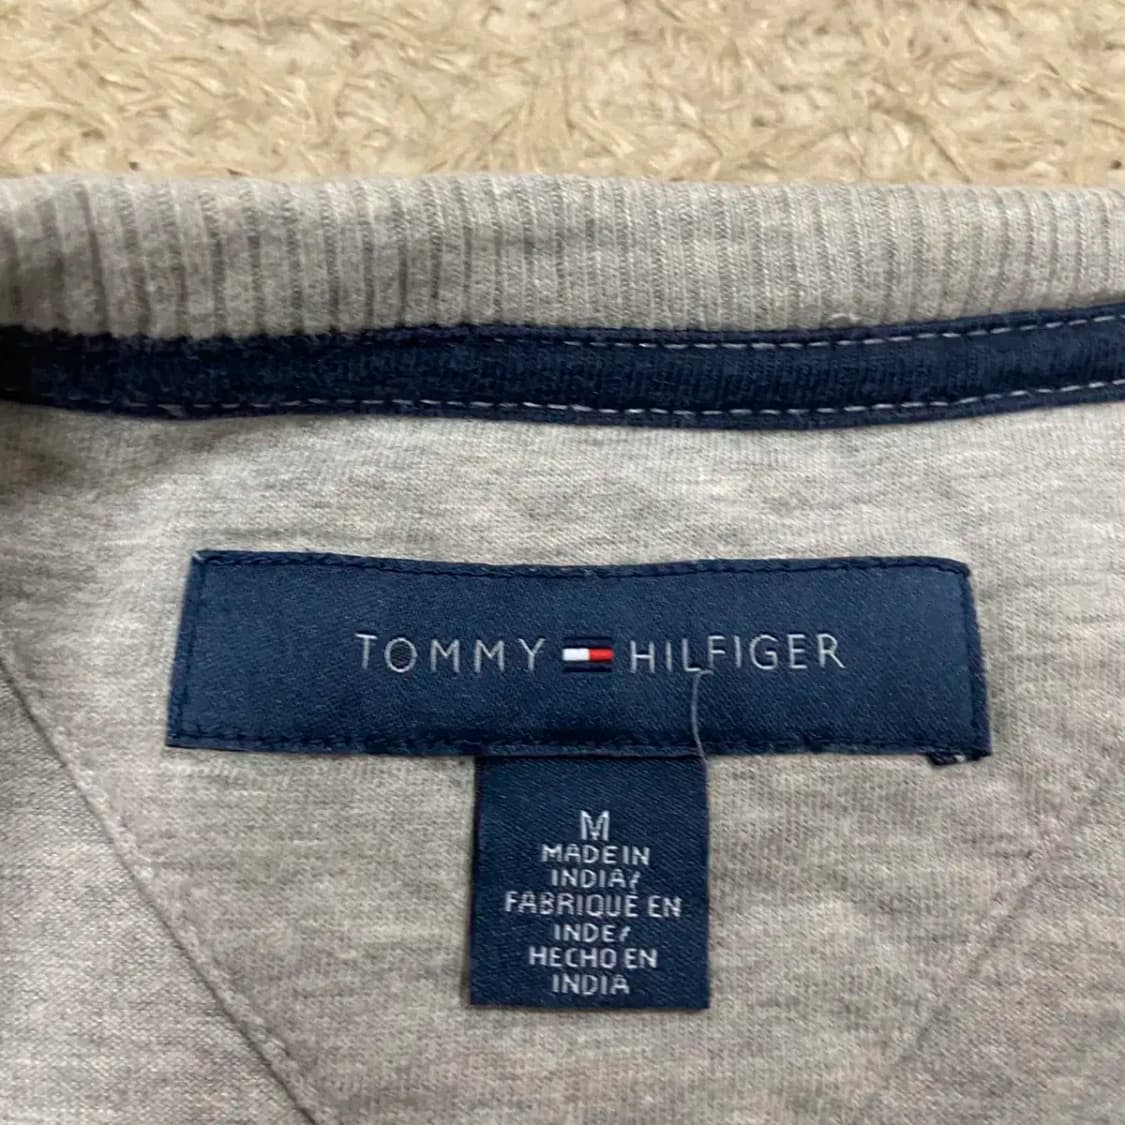 TOMMY HILFIGER
M
MADE IN
INDIA/
FABRIQUÉ EN
INDE/
HECHO EN
INDIA